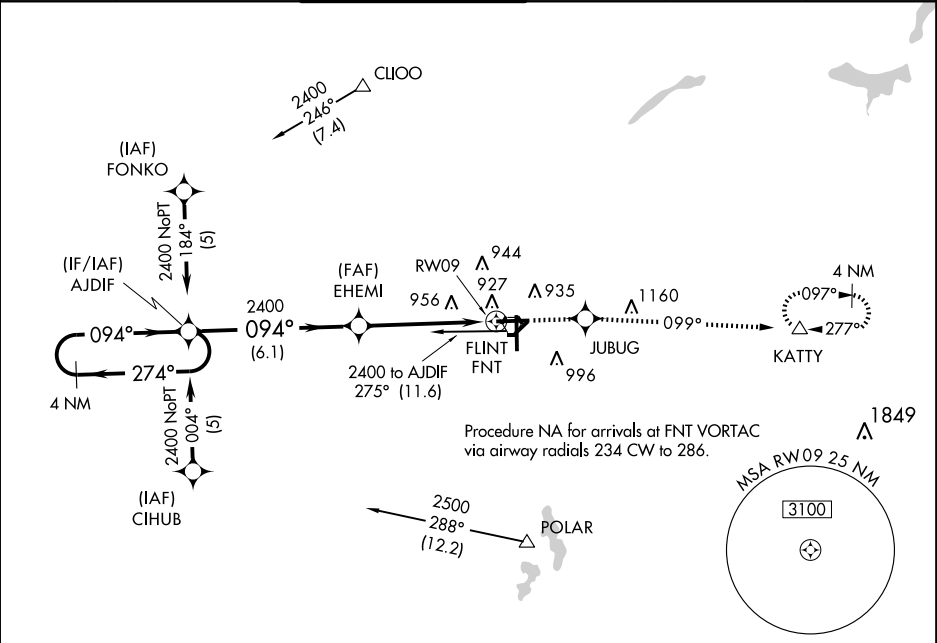 CLIOO
2400
246°
(7.4)
(IAF)
FONKO
2400 NoPT
184°
(5)
(IF/IAF)
AJDIF
094°
274°
4 NM
2400
094°
(6.1)
(FAF)
EHEMI
RW09
944
956
927
935
1160
FLINT
FNT
2400 to AJDIF
275° (11.6)
JUBUG
996
099°
097°
4 NM
277°
KATTY
2400 NoPT
004°
(5)
(IAF)
CIHUB
Procedure NA for arrivals at FNT VORTAC
via airway radials 234 CW to 286.
1849
MSA RW09 25 NM
3100
2500
288°
(12.2)
POLAR